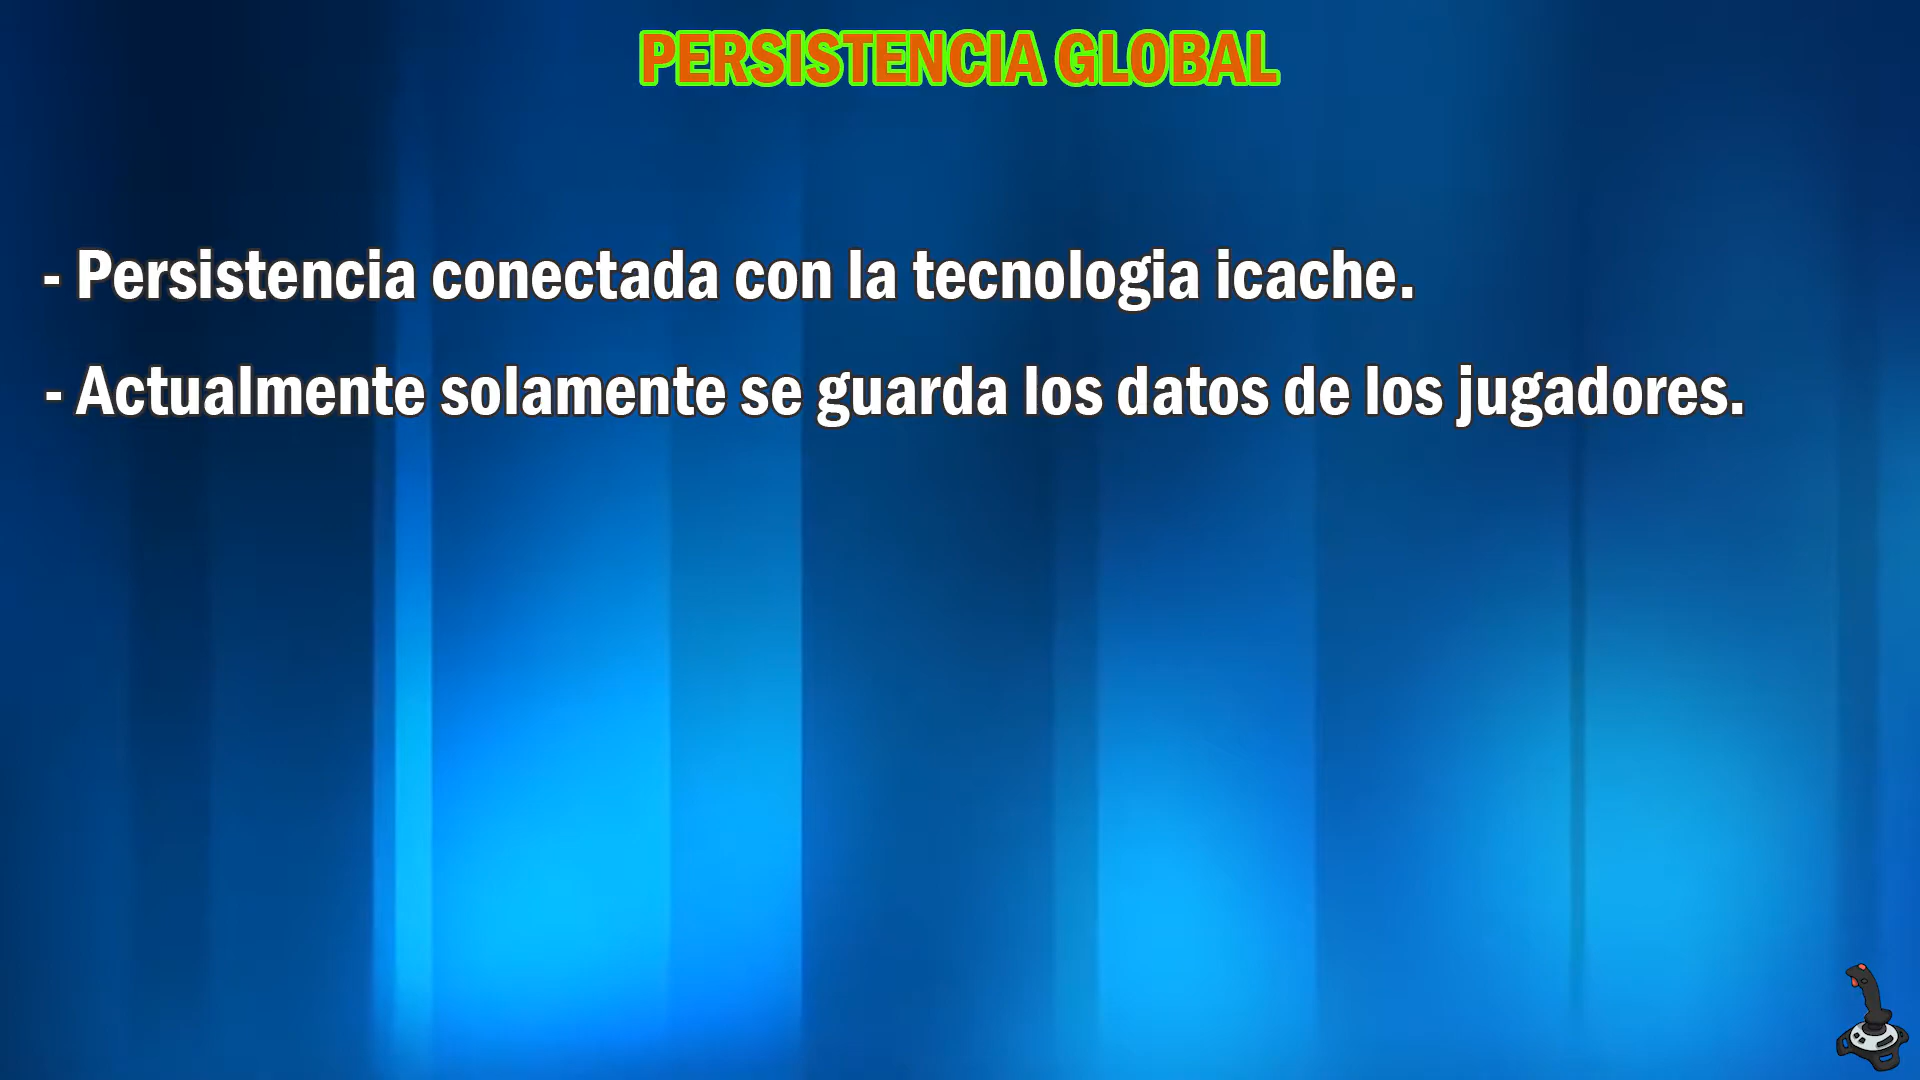 PERSISTENCIA GLOBAL
- Persistencia conectada con la tecnologia icache.
- Actualmente solamente se guarda los datos de los jugadores.